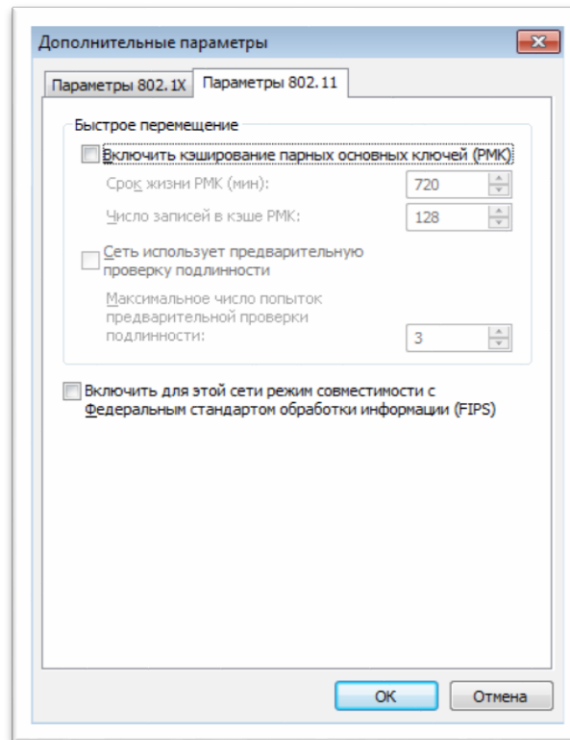 Дополнительные параметры
Параметры 802.1X
Параметры 802.11
Быстрое перемещение
Включить кэширование парных основных ключей (PMK)
Срок жизни PMK (мин):
720
Число записей в кэше PMK:
128
Сеть использует предварительную
проверку подлинности
Максимальное число попыток
предварительной проверки
подлинности:
3
Включить для этой сети режим совместимости с
Федеральным стандартом обработки информации (FIPS)
OK
Отмена